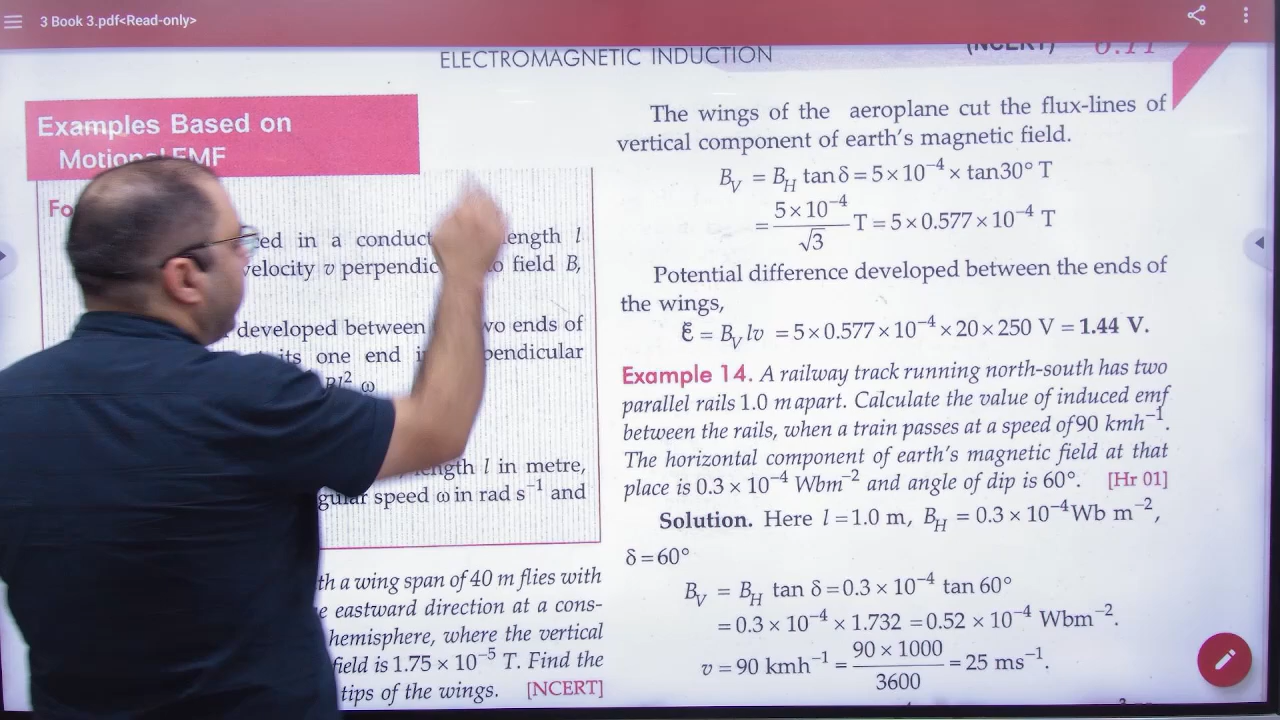 3 Book 3.pdf<Read-only>
ELECTROMAGNETIC INDUCTION
(NCERT) 6.11
Examples Based on
Motional EMF
Fo
ed in a conduct length l
velocity v perpendic o field B,
developed between wo ends of
its one end i pendicular
Bl² ω
length l in metre,
gular speed ω in rad s⁻¹ and
th a wing span of 40 m flies with
e eastward direction at a cons-
hemisphere, where the vertical
field is 1.75 × 10⁻⁵ T. Find the
tips of the wings. [NCERT]
The wings of the aeroplane cut the flux-lines of
vertical component of earth's magnetic field.
B_V = B_H tan δ = 5 × 10⁻⁴ × tan 30° T
= 5 × 10⁻⁴ / √3 T = 5 × 0.577 × 10⁻⁴ T
Potential difference developed between the ends of
the wings,
ℰ = B_V lv = 5 × 0.577 × 10⁻⁴ × 20 × 250 V = 1.44 V.
Example 14. A railway track running north-south has two
parallel rails 1.0 m apart. Calculate the value of induced emf
between the rails, when a train passes at a speed of 90 kmh⁻¹.
The horizontal component of earth's magnetic field at that
place is 0.3 × 10⁻⁴ Wbm⁻² and angle of dip is 60°. [Hr 01]
Solution. Here l = 1.0 m, B_H = 0.3 × 10⁻⁴ Wb m⁻²,
δ = 60°
B_V = B_H tan δ = 0.3 × 10⁻⁴ tan 60°
= 0.3 × 10⁻⁴ × 1.732 = 0.52 × 10⁻⁴ Wbm⁻².
v = 90 kmh⁻¹ = 90 × 1000 / 3600 = 25 ms⁻¹.